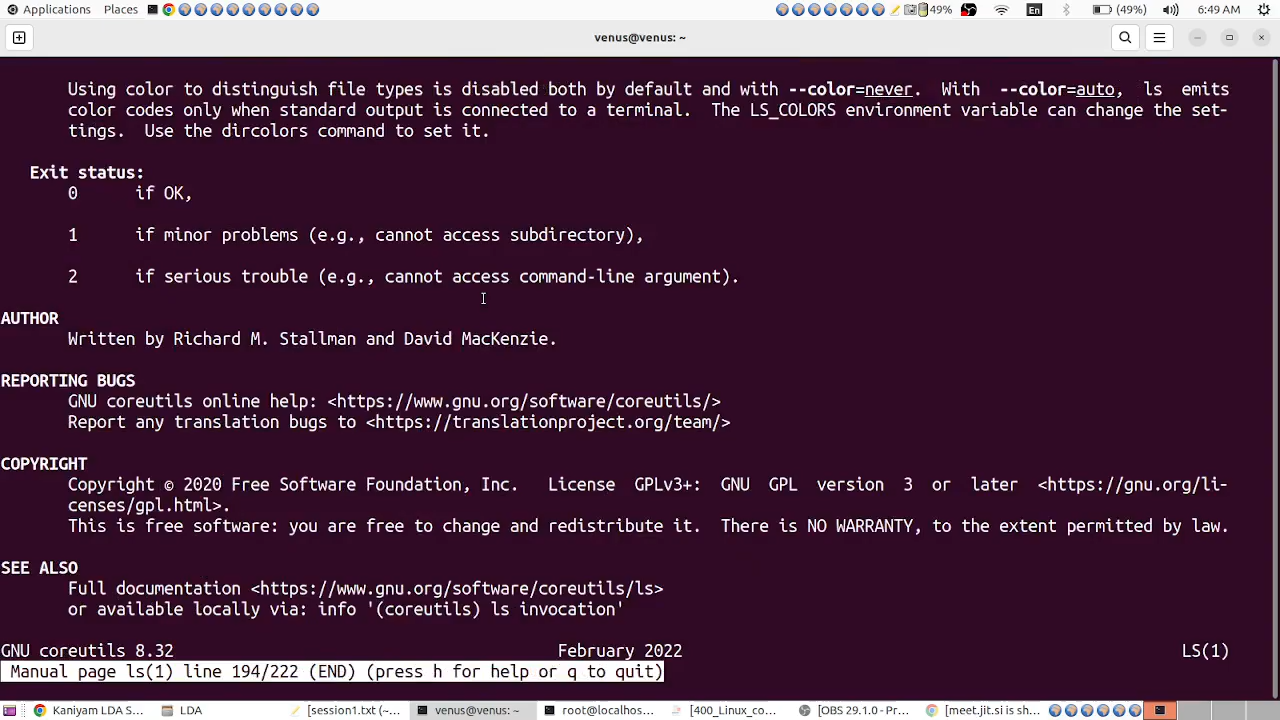 Applications Places 49% En (49%) 6:49 AM
venus@venus: ~
Using color to distinguish file types is disabled both by default and with --color=never. With --color=auto, ls emits
color codes only when standard output is connected to a terminal. The LS_COLORS environment variable can change the set-
tings. Use the dircolors command to set it.
Exit status:
0 if OK,
1 if minor problems (e.g., cannot access subdirectory),
2 if serious trouble (e.g., cannot access command-line argument).
AUTHOR
Written by Richard M. Stallman and David MacKenzie.
REPORTING BUGS
GNU coreutils online help: <https://www.gnu.org/software/coreutils/>
Report any translation bugs to <https://translationproject.org/team/>
COPYRIGHT
Copyright © 2020 Free Software Foundation, Inc. License GPLv3+: GNU GPL version 3 or later <https://gnu.org/li-
censes/gpl.html>.
This is free software: you are free to change and redistribute it. There is NO WARRANTY, to the extent permitted by law.
SEE ALSO
Full documentation <https://www.gnu.org/software/coreutils/ls>
or available locally via: info '(coreutils) ls invocation'
GNU coreutils 8.32 February 2022 LS(1)
Manual page ls(1) line 194/222 (END) (press h for help or q to quit)
Kaniyam LDA S... LDA [session1.txt (~... venus@venus: ~ root@localhos... [400_Linux_co... [OBS 29.1.0 - Pr... [meet.jit.si is sh...